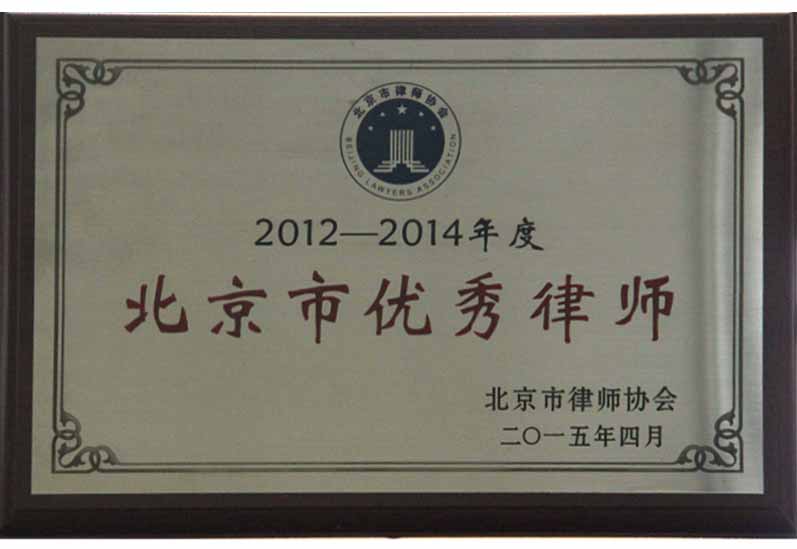 北京市律师协会
BEIJING LAWYERS ASSOCIATION
2012—2014年度
北京市优秀律师
北京市律师协会
二〇一五年四月